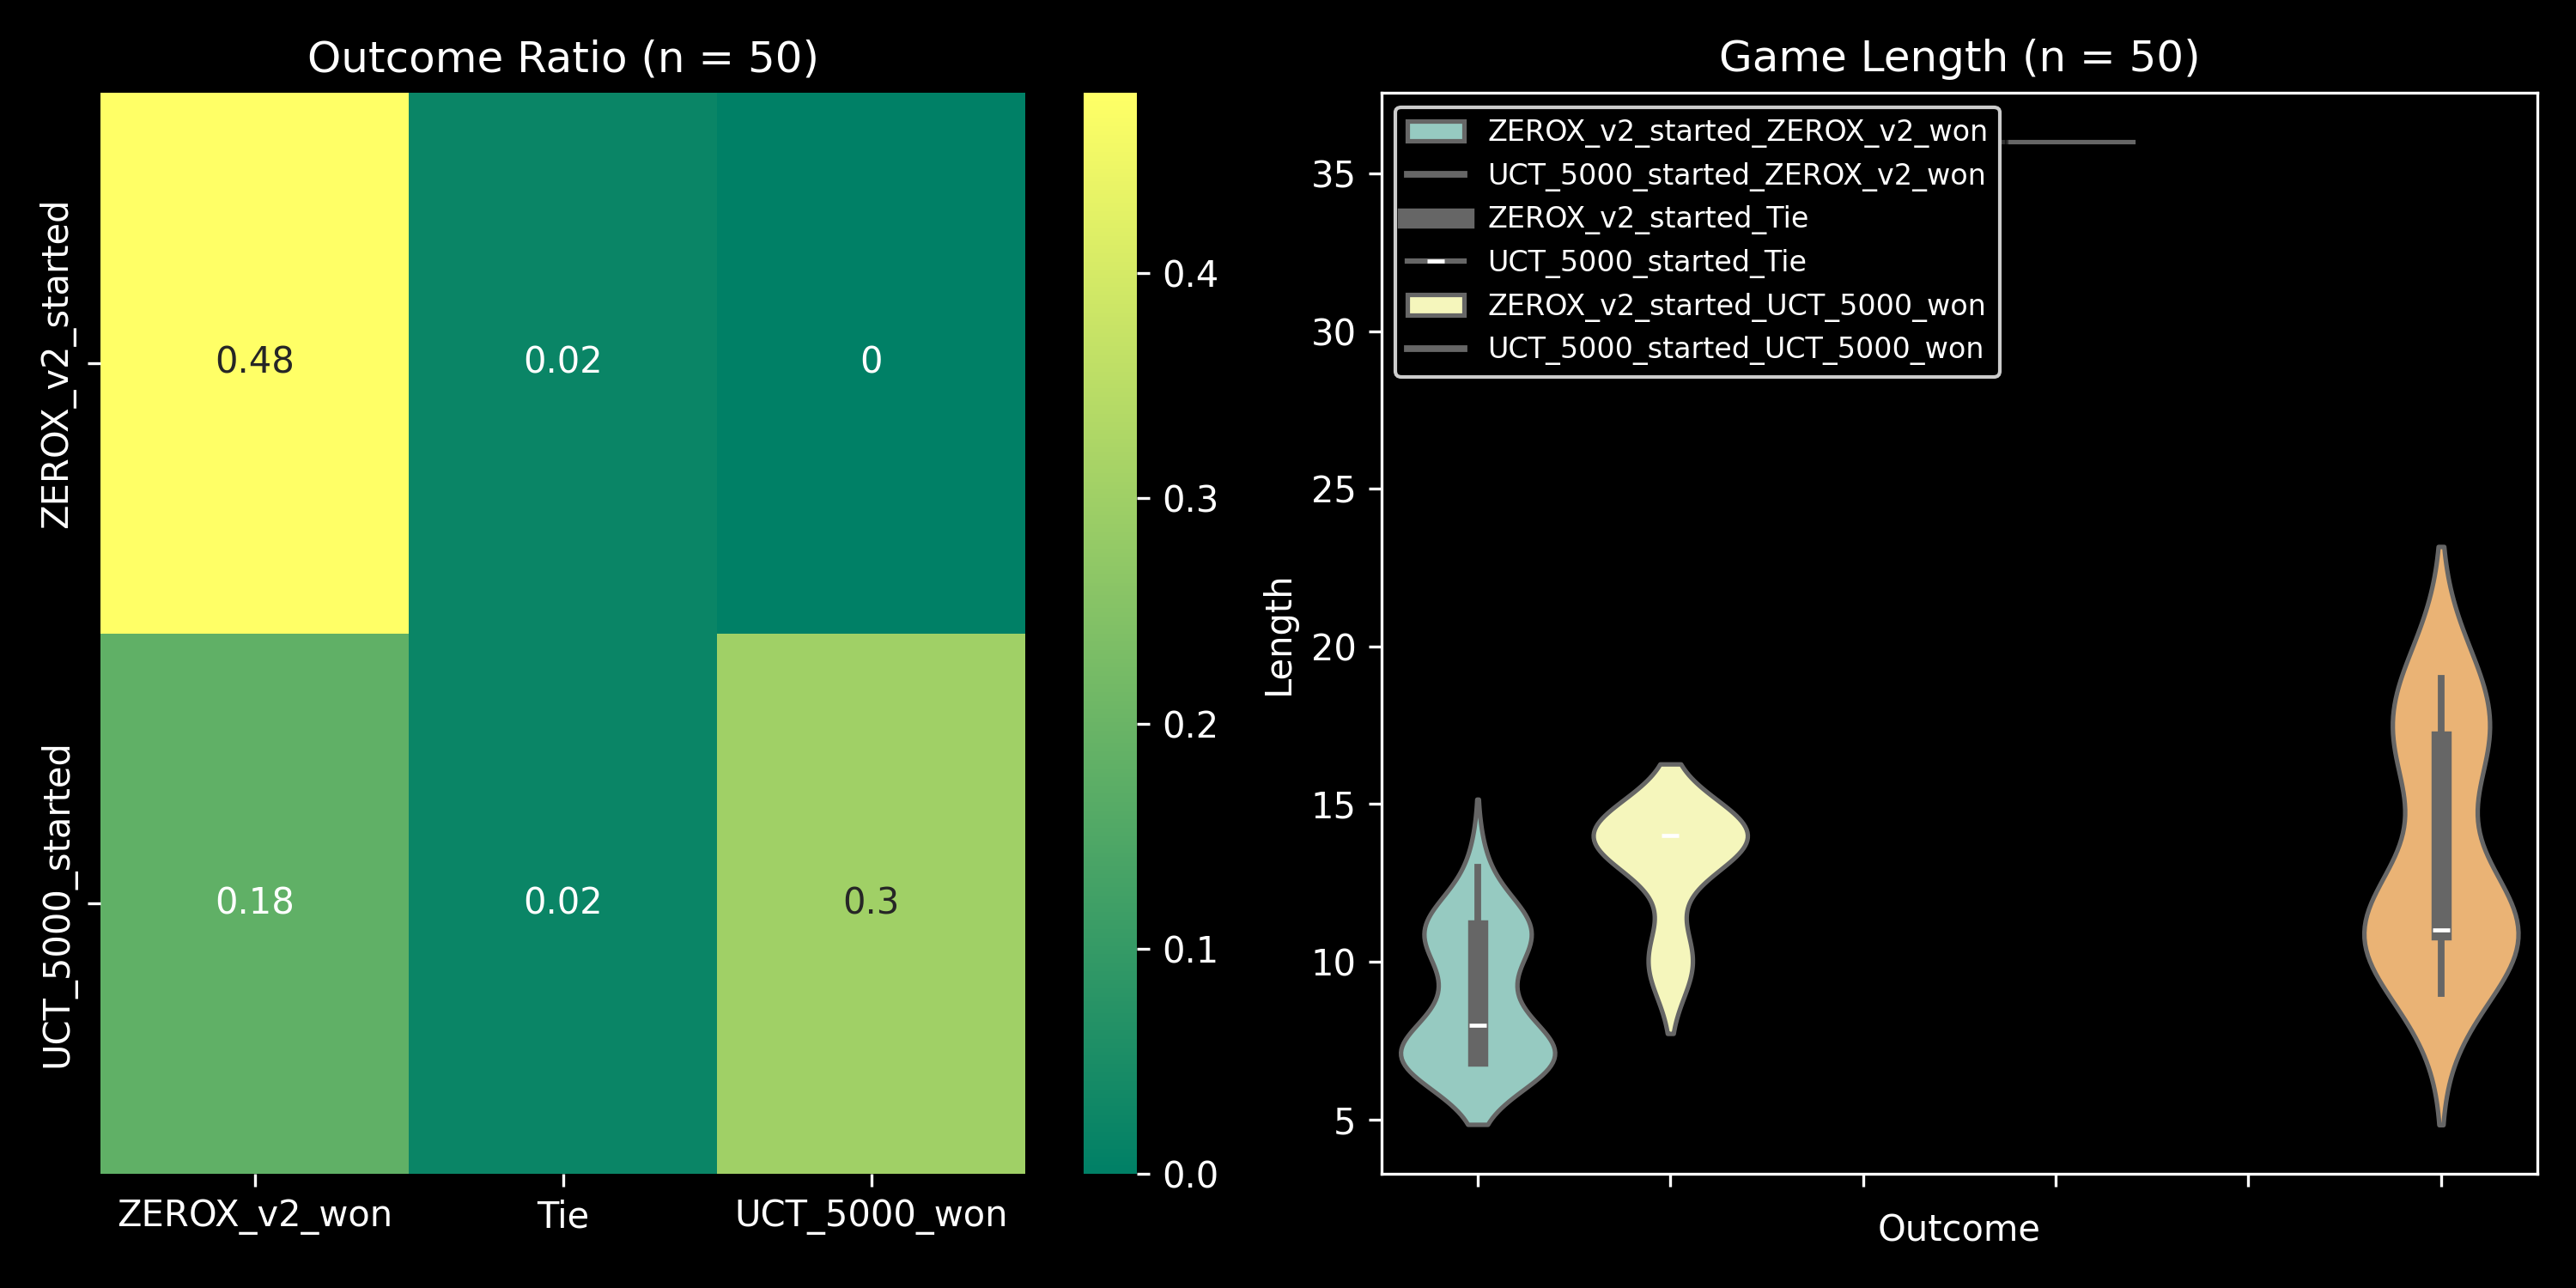 Outcome Ratio (n = 50)
ZEROX_v2_started
UCT_5000_started
0.48
0.02
0
0.18
0.02
0.3
ZEROX_v2_won
Tie
UCT_5000_won
0.4
0.3
0.2
0.1
0.0
Game Length (n = 50)
ZEROX_v2_started_ZEROX_v2_won
UCT_5000_started_ZEROX_v2_won
ZEROX_v2_started_Tie
UCT_5000_started_Tie
ZEROX_v2_started_UCT_5000_won
UCT_5000_started_UCT_5000_won
Length
35
30
25
20
15
10
5
Outcome